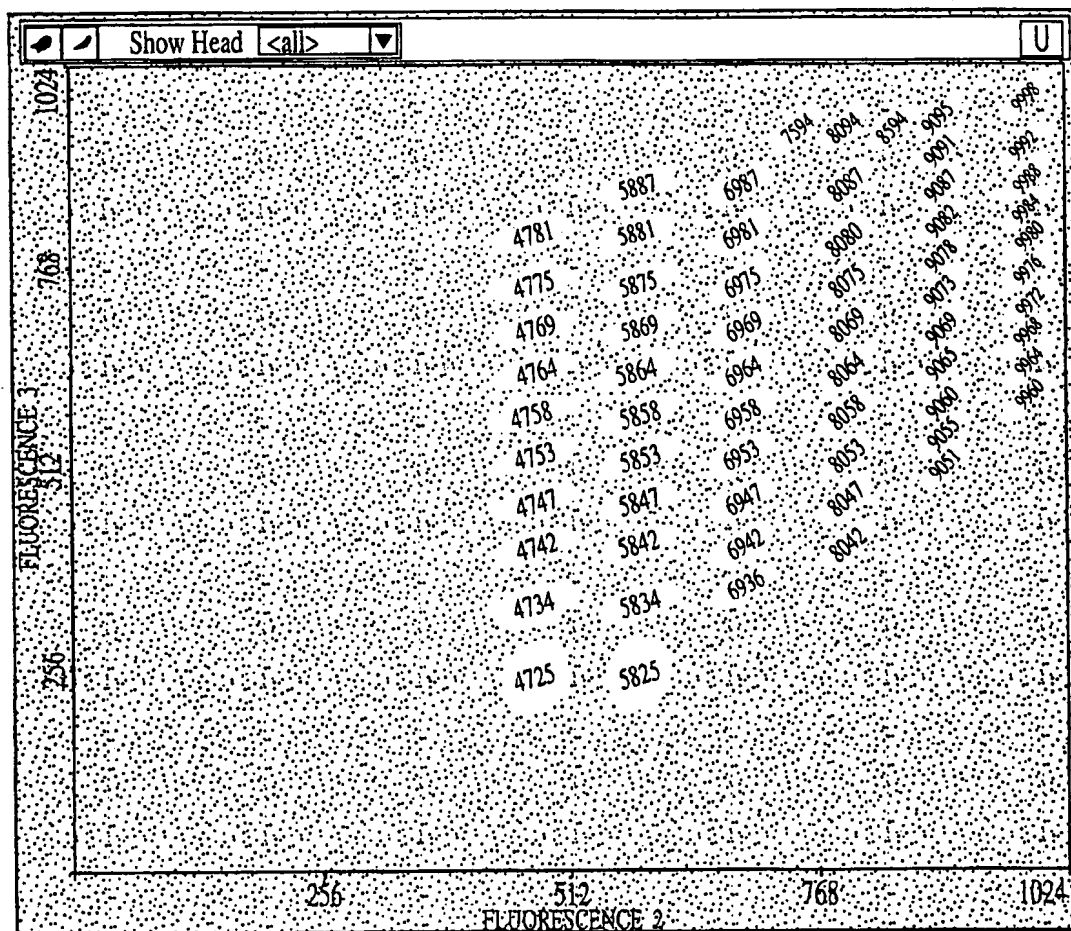 Show Head <all> U
1024
768
512
256
FLUORESCENCE 3
7594 8094 8594 9095 9998
9091 9992
5887 6987 8087 9087 9988
4781 5881 6981 8080 9082 9984
9078 9980
4775 5875 6975 8075 9073 9976
4769 5869 6969 8069 9069 9972
4764 5864 6964 8064 9065 9968
4758 5858 6958 8058 9060 9964
4753 5853 6953 8053 9055 9960
4747 5847 6947 8047 9051
4742 5842 6942 8042
4734 5834 6936
4725 5825
256 512 768 1024
FLUORESCENCE 2